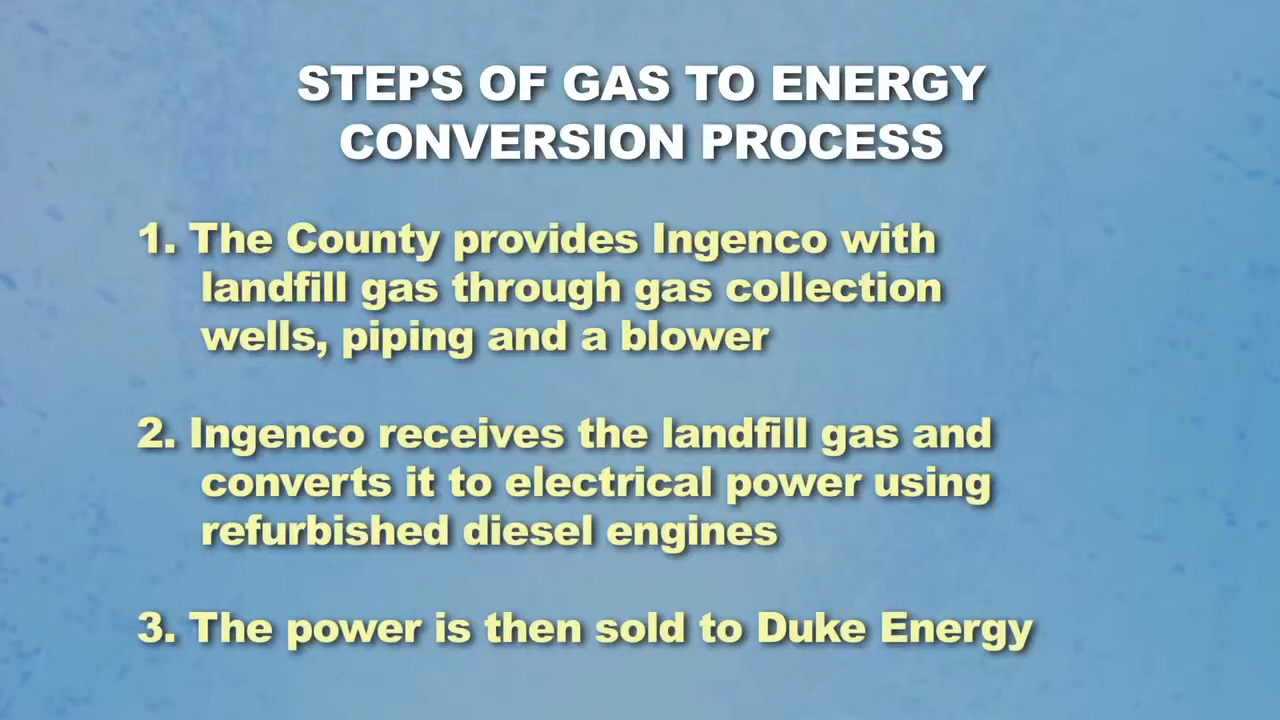 STEPS OF GAS TO ENERGY
CONVERSION PROCESS
1. The County provides Ingenco with
landfill gas through gas collection
wells, piping and a blower
2. Ingenco receives the landfill gas and
converts it to electrical power using
refurbished diesel engines
3. The power is then sold to Duke Energy